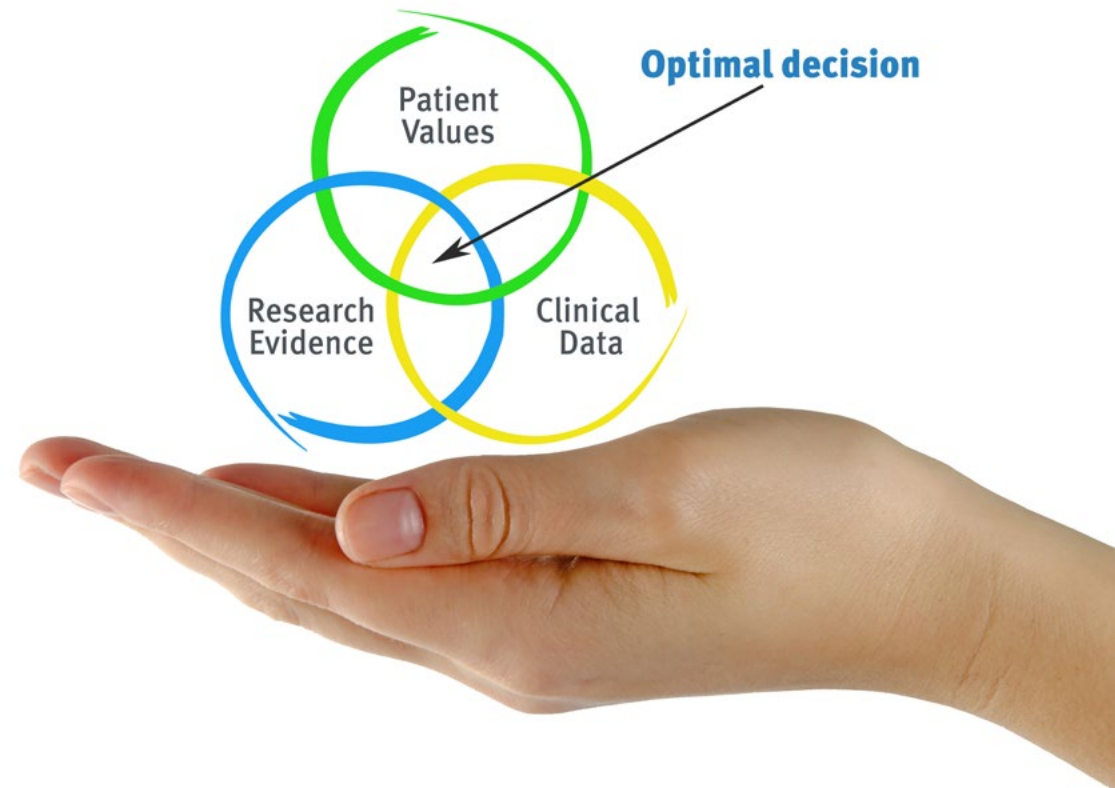 Optimal decision
Patient
Values
Research
Evidence
Clinical
Data